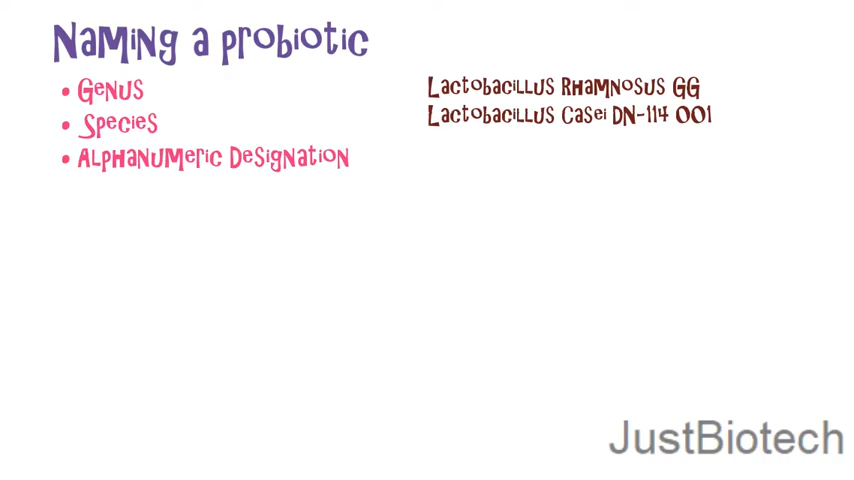 Naming a probiotic
• Genus
• Species
• Alphanumeric Designation
Lactobacillus Rhamnosus GG
Lactobacillus Casei DN-114 001
JustBiotech